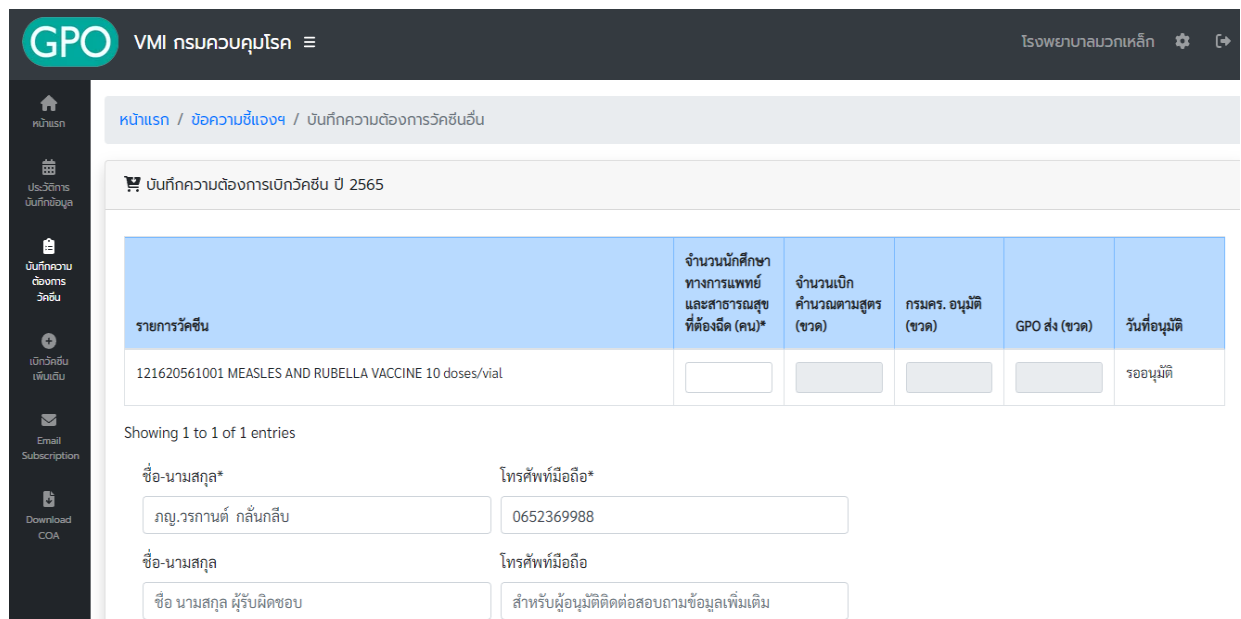 GPO VMI กรมควบคุมโรค ☰ โรงพยาบาลมวกเหล็ก
หน้าแรก
ประวัติการ
บันทึกข้อมูล
บันทึกความ
ต้องการ
วัคซีน
เบิกวัคซีน
เพิ่มเติม
Email
Subscription
Download
COA
หน้าแรก / ข้อความชี้แจงฯ / บันทึกความต้องการวัคซีนอื่น
บันทึกความต้องการเบิกวัคซีน ปี 2565
รายการวัคซีน
จำนวนนักศึกษา
ทางการแพทย์
และสาธารณสุข
ที่ต้องฉีด (คน)*
จำนวนเบิก
คำนวณตามสูตร
(ขวด)
กรมคร. อนุมัติ
(ขวด)
GPO ส่ง (ขวด)
วันที่อนุมัติ
121620561001 MEASLES AND RUBELLA VACCINE 10 doses/vial
รออนุมัติ
Showing 1 to 1 of 1 entries
ชื่อ-นามสกุล* โทรศัพท์มือถือ*
ภญ.วรกานต์ กลั่นกลีบ 0652369988
ชื่อ-นามสกุล โทรศัพท์มือถือ
ชื่อ นามสกุล ผู้รับผิดชอบ สำหรับผู้อนุมัติติดต่อสอบถามข้อมูลเพิ่มเติม